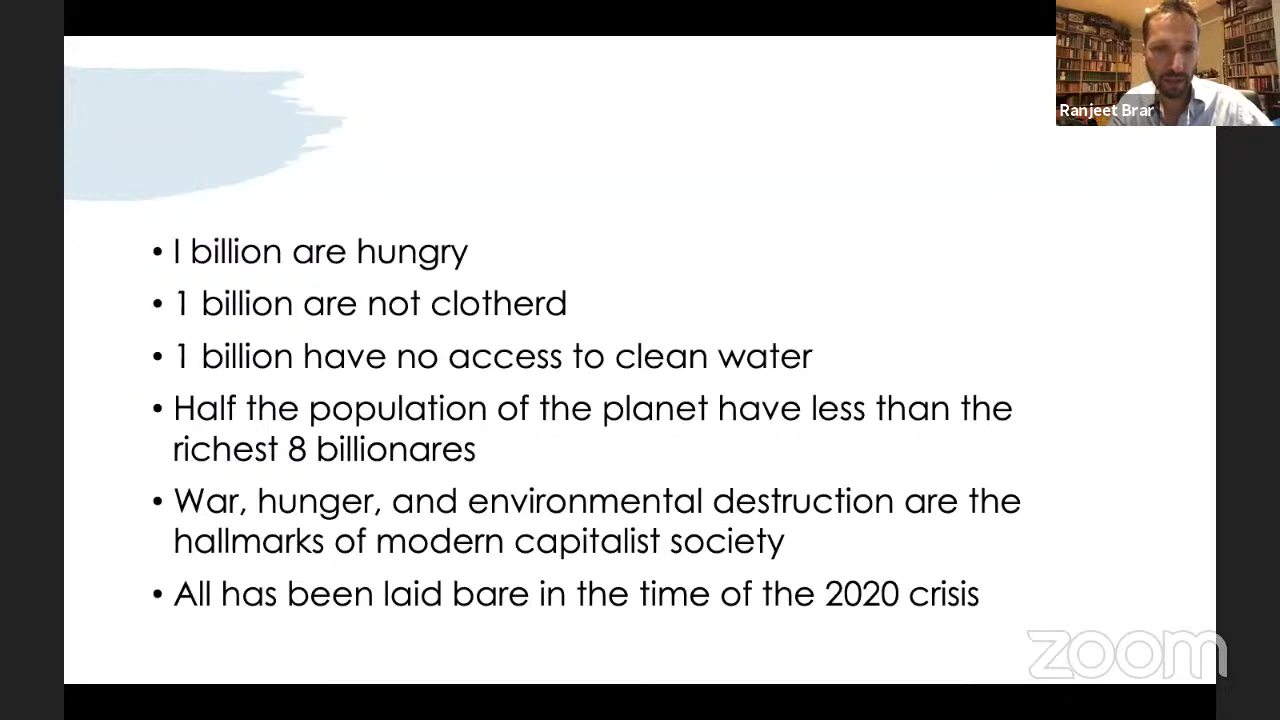 Ranjeet Brar
• I billion are hungry
• 1 billion are not clotherd
• 1 billion have no access to clean water
• Half the population of the planet have less than the
richest 8 billionares
• War, hunger, and environmental destruction are the
hallmarks of modern capitalist society
• All has been laid bare in the time of the 2020 crisis
zoom